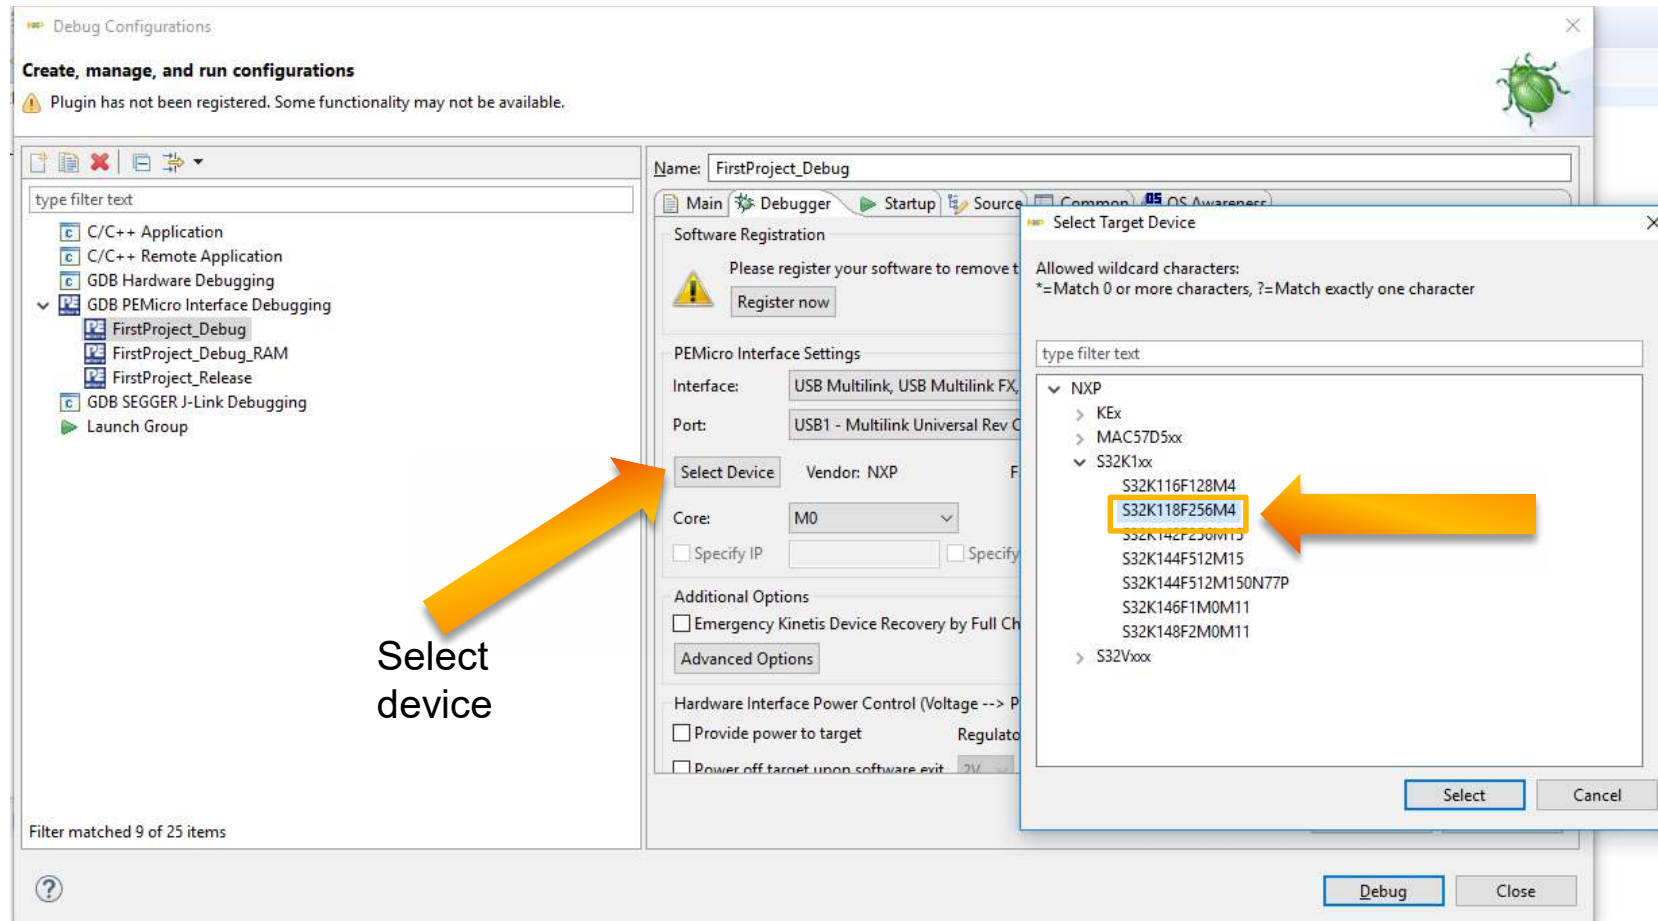 Debug Configurations
Create, manage, and run configurations
Plugin has not been registered. Some functionality may not be available.
type filter text
C/C++ Application
C/C++ Remote Application
GDB Hardware Debugging
GDB PEMicro Interface Debugging
FirstProject_Debug
FirstProject_Debug_RAM
FirstProject_Release
GDB SEGGER J-Link Debugging
Launch Group
Filter matched 9 of 25 items
Select
device
Name: FirstProject_Debug
Main Debugger Startup Source Common OS Awareness
Software Registration
Please register your software to remove t
Register now
PEMicro Interface Settings
Interface: USB Multilink, USB Multilink FX,
Port: USB1 - Multilink Universal Rev C
Select Device Vendor: NXP F
Core: M0
Specify IP Specify
Additional Options
Emergency Kinetis Device Recovery by Full Ch
Advanced Options
Hardware Interface Power Control (Voltage --> P
Provide power to target Regulato
Power off target upon software exit 2V
Select Target Device
Allowed wildcard characters:
*=Match 0 or more characters, ?=Match exactly one character
type filter text
NXP
KEx
MAC57D5xx
S32K1xx
S32K116F128M4
S32K118F256M4
S32K142F256M15
S32K144F512M15
S32K144F512M150N77P
S32K146F1M0M11
S32K148F2M0M11
S32Vxxx
Select Cancel
Debug Close